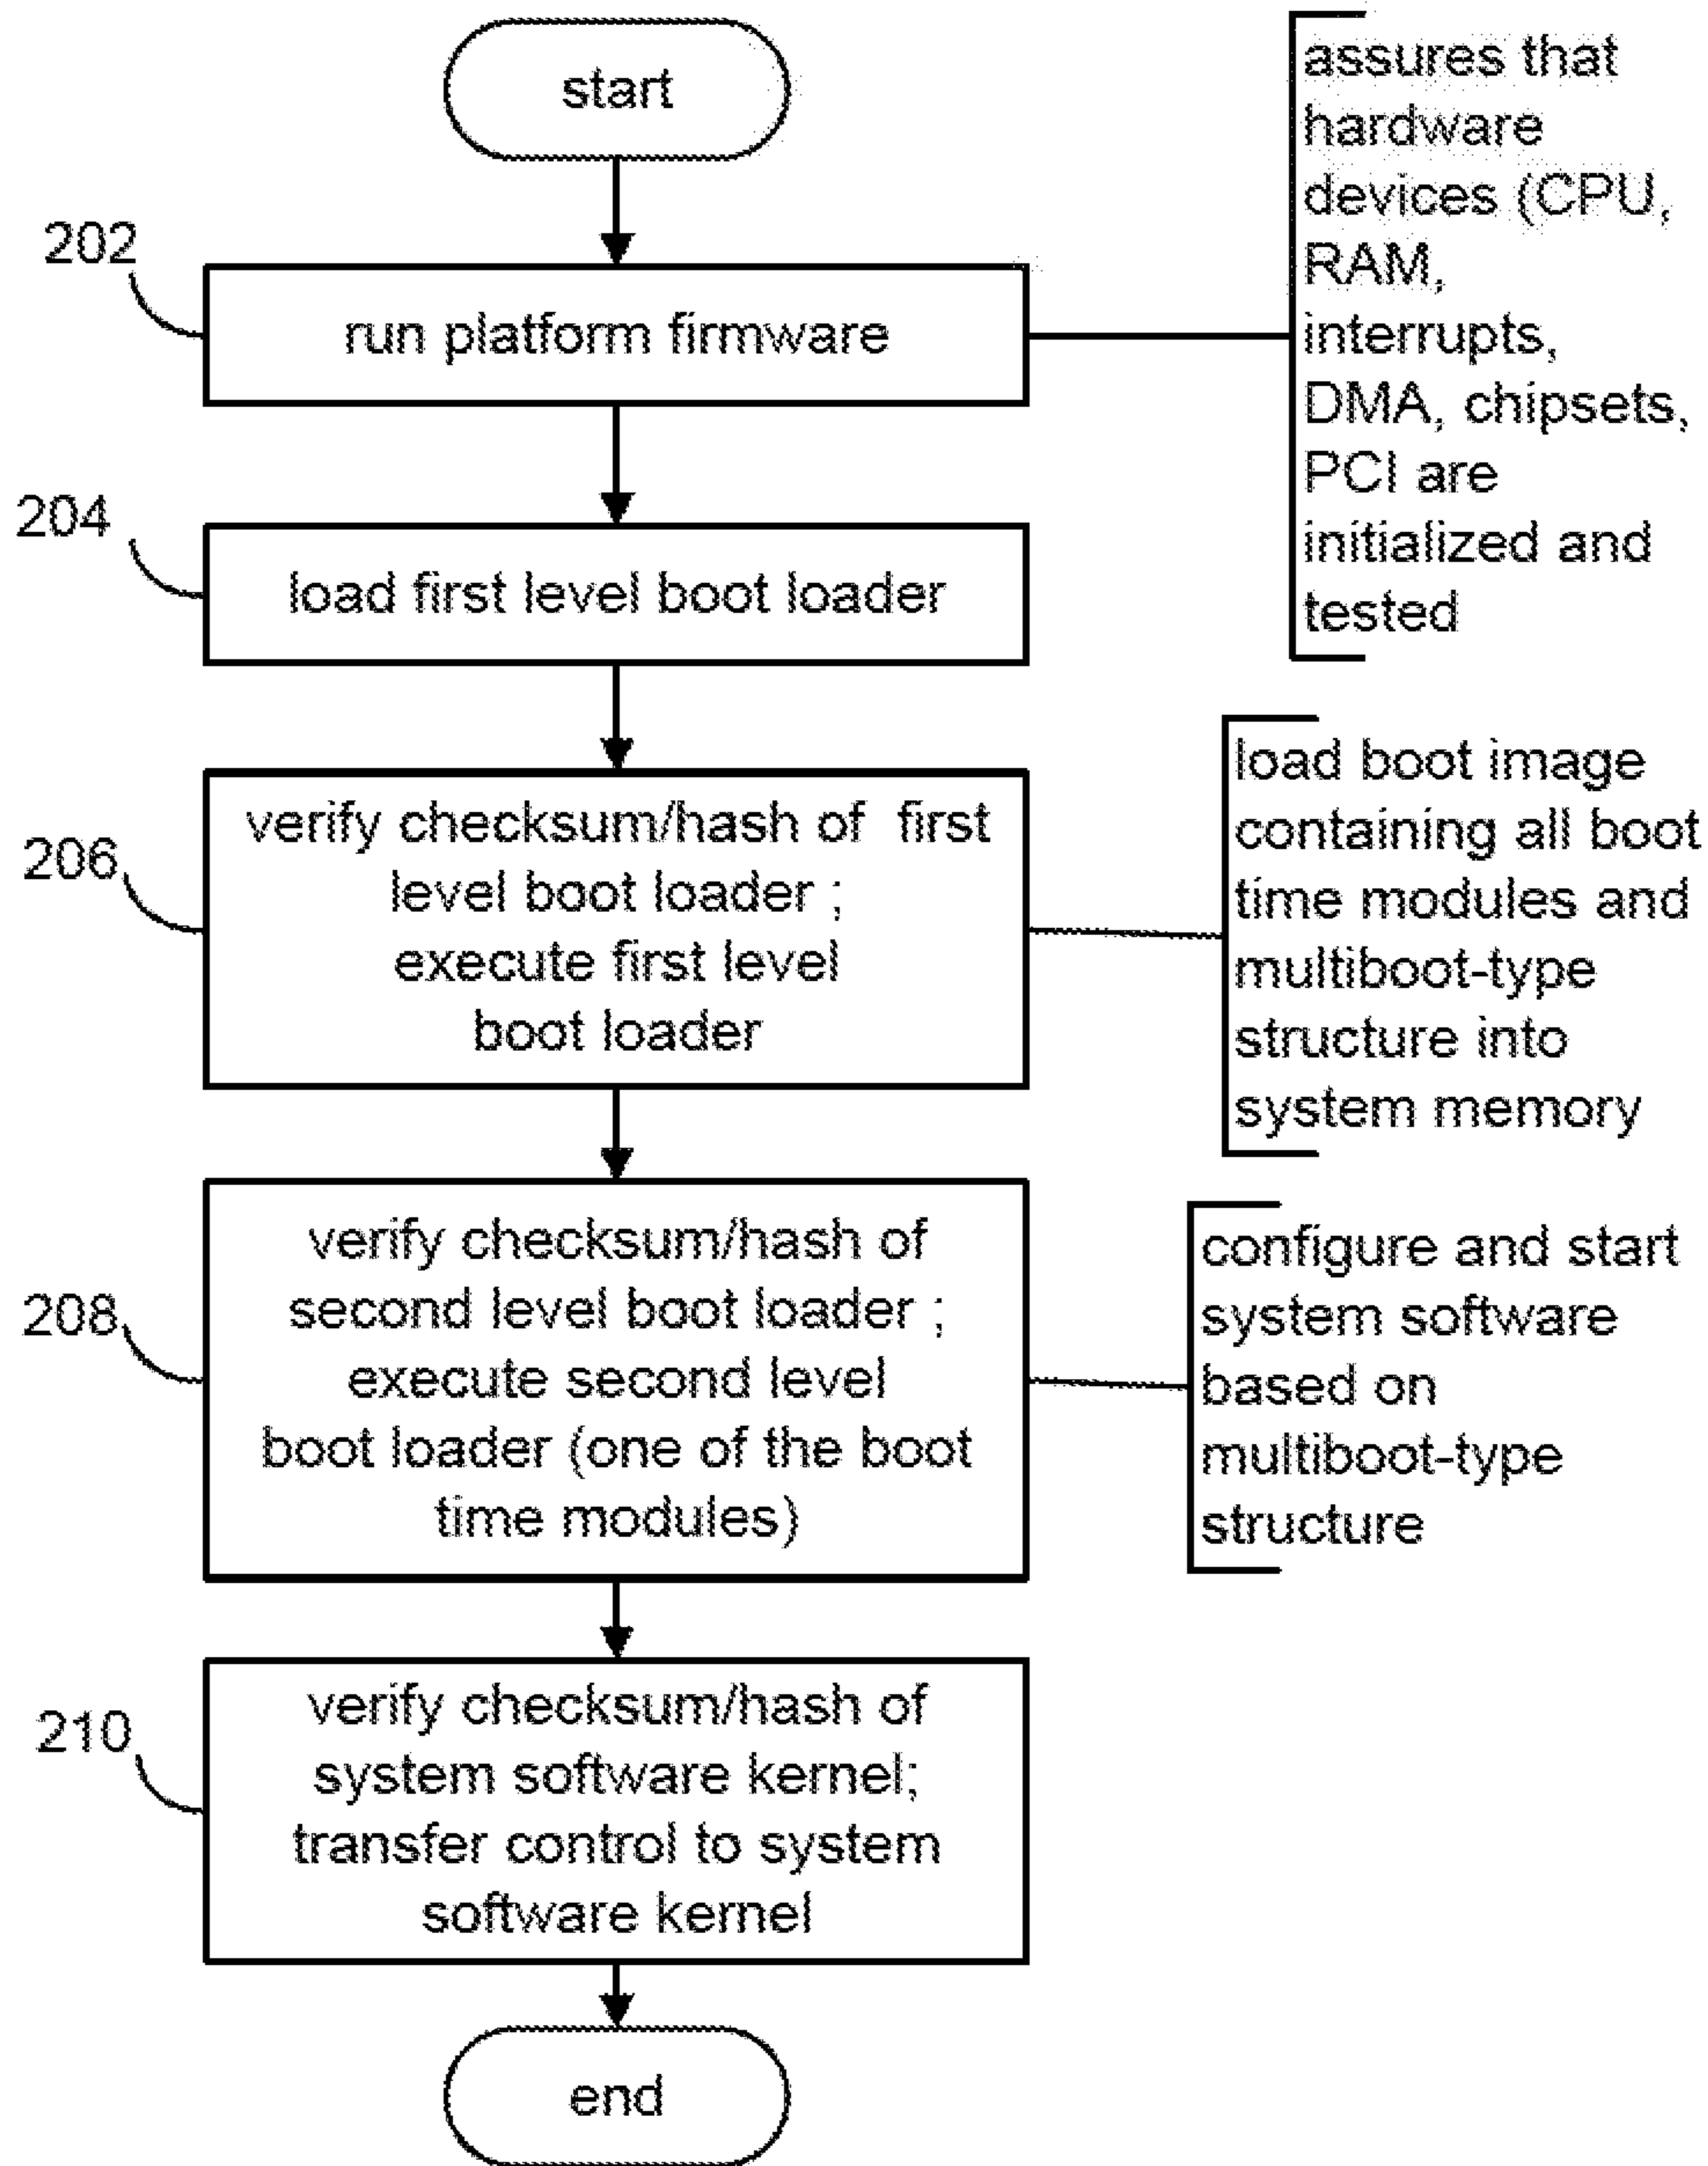 start
assures that
hardware
devices (CPU,
RAM,
interrupts,
DMA, chipsets,
PCI are
initialized and
tested
202
run platform firmware
204
load first level boot loader
206
verify checksum/hash of first
level boot loader ;
execute first level
boot loader
load boot image
containing all boot
time modules and
multiboot-type
structure into
system memory
208
verify checksum/hash of
second level boot loader ;
execute second level
boot loader (one of the boot
time modules)
configure and start
system software
based on
multiboot-type
structure
210
verify checksum/hash of
system software kernel;
transfer control to system
software kernel
end